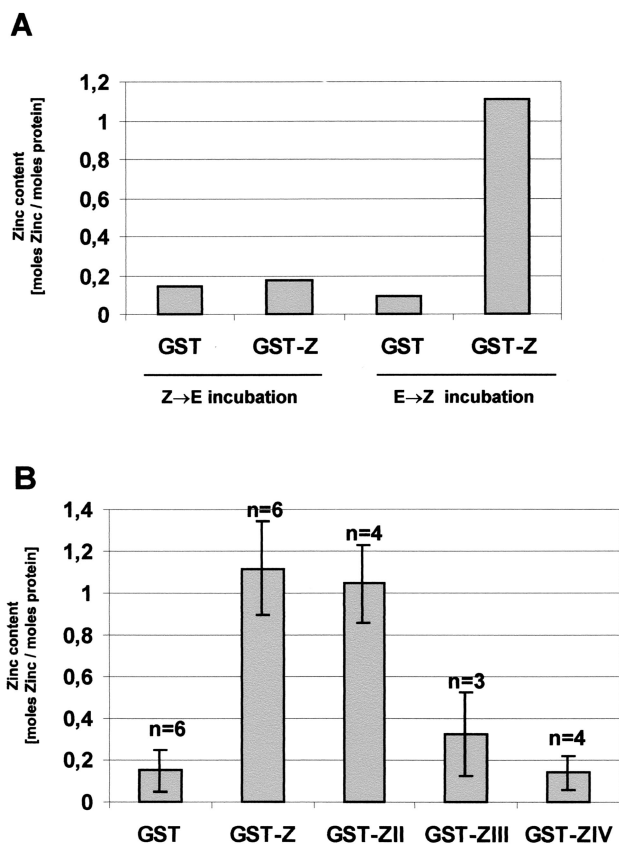 A
Zinc content
[moles Zinc / moles protein]
1,2
1
0,8
0,6
0,4
0,2
0
GST
GST-Z
GST
GST-Z
Z→E incubation
E→Z incubation
B
Zinc content
[moles Zinc / moles protein]
1,4
1,2
1
0,8
0,6
0,4
0,2
0
n=6
n=6
n=4
n=3
n=4
GST
GST-Z
GST-ZII
GST-ZIII
GST-ZIV